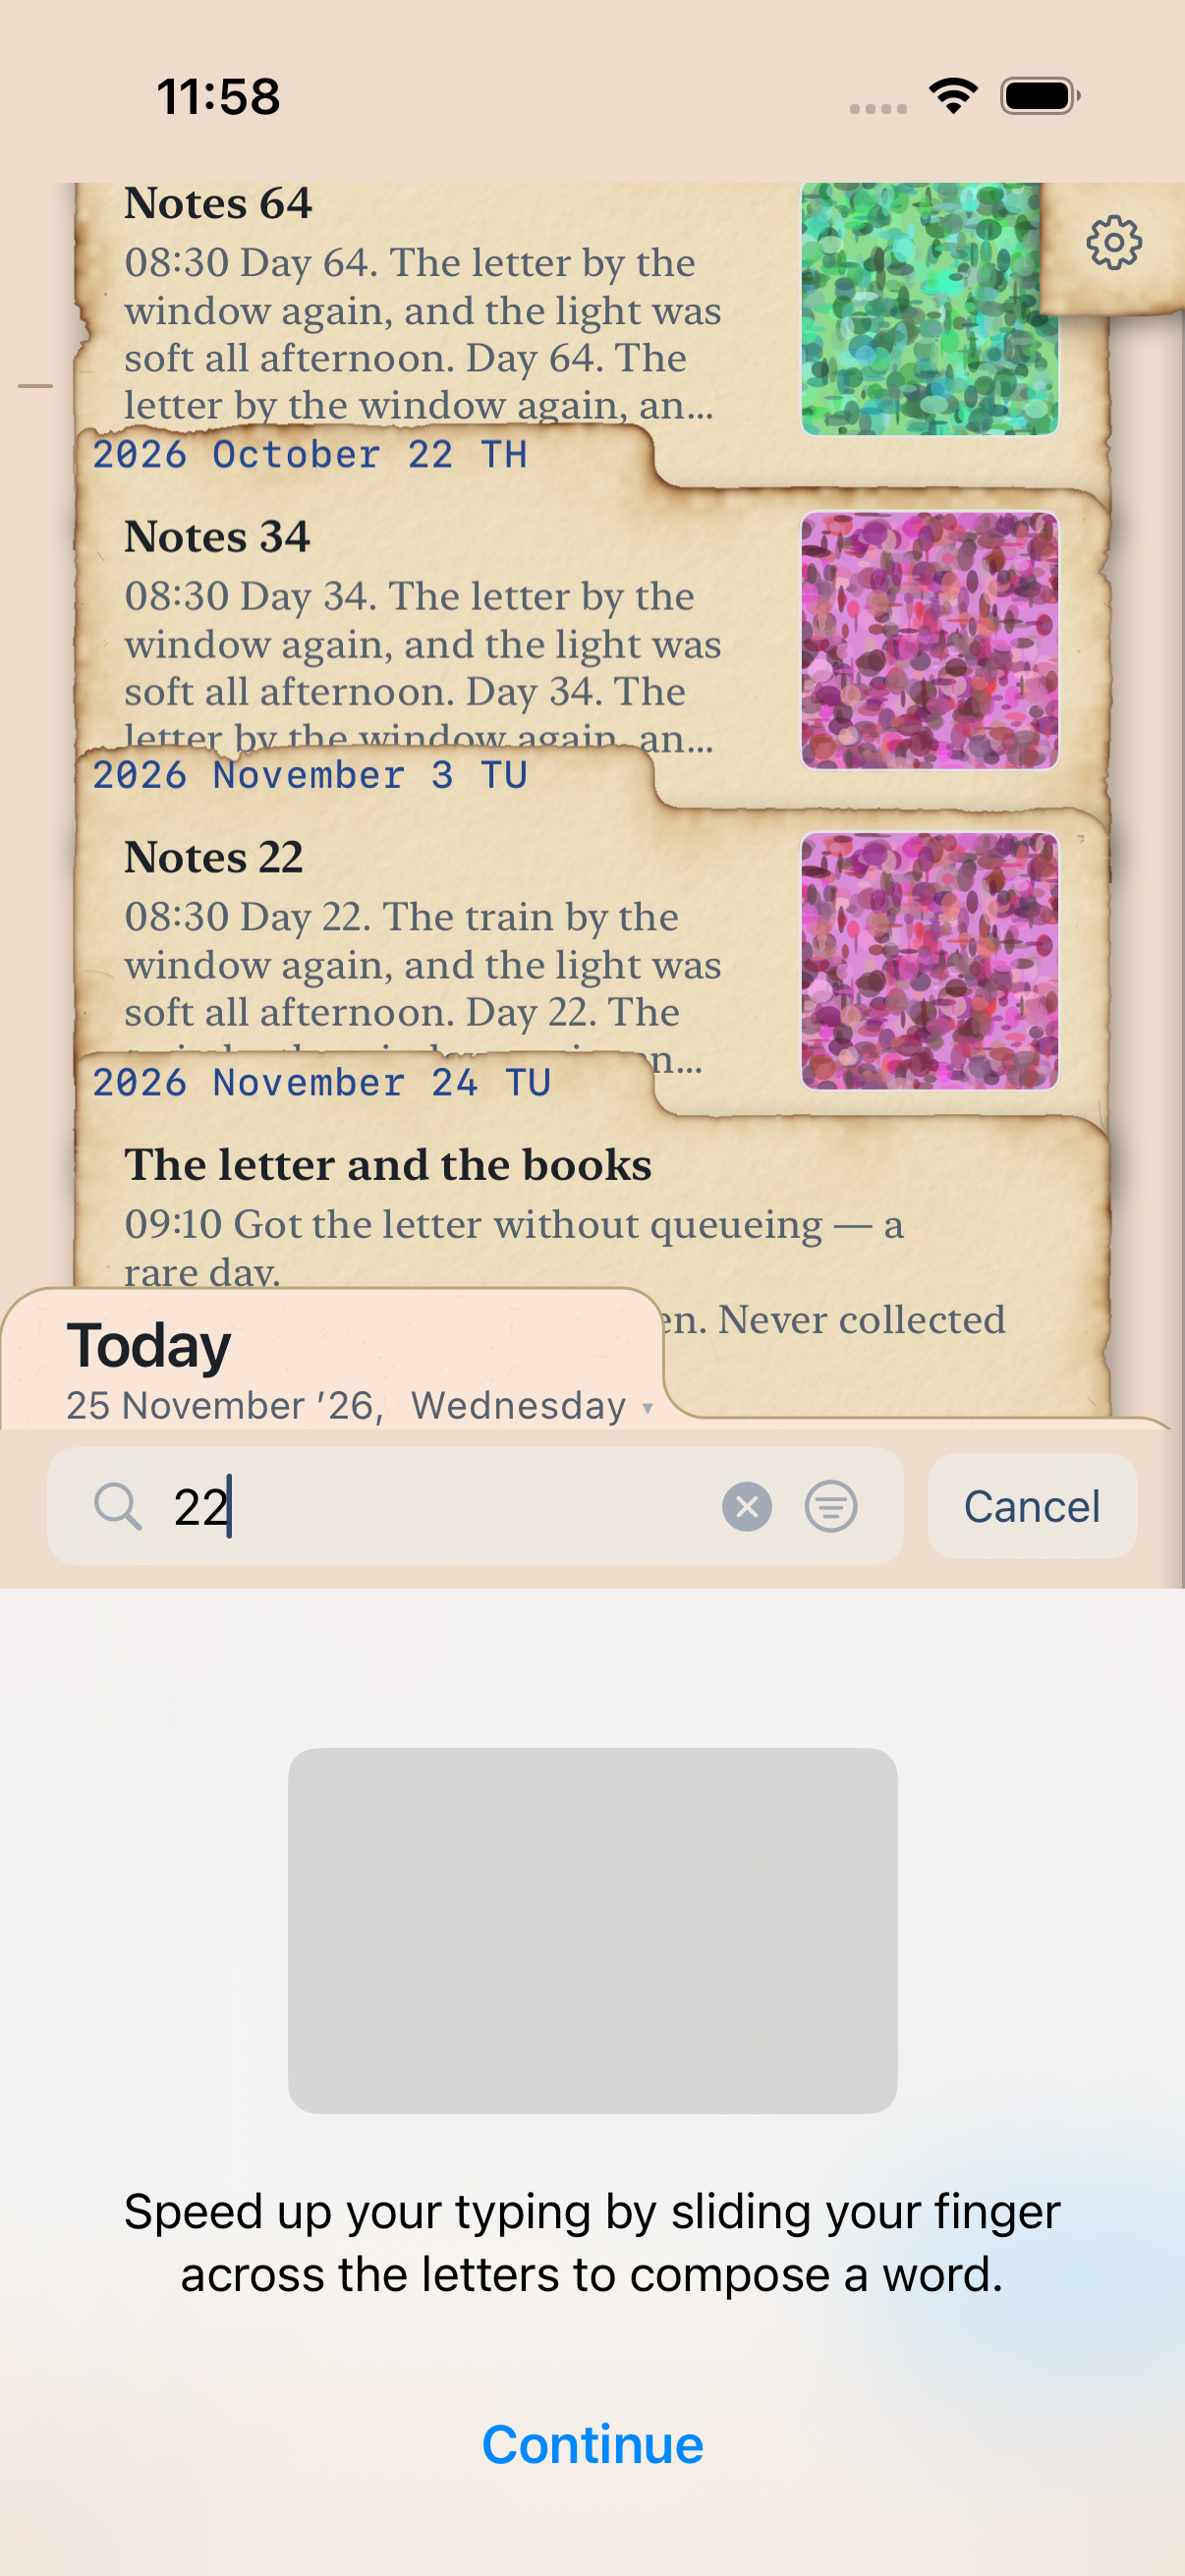 11:58
Notes 64
08:30 Day 64. The letter by the
window again, and the light was
soft all afternoon. Day 64. The
letter by the window again, an...
2026 October 22 TH
Notes 34
08:30 Day 34. The letter by the
window again, and the light was
soft all afternoon. Day 34. The
letter by the window again, an...
2026 November 3 TU
Notes 22
08:30 Day 22. The train by the
window again, and the light was
soft all afternoon. Day 22. The
2026 November 24 TU
The letter and the books
09:10 Got the letter without queueing — a
rare day.
Never collected
Today
25 November ’26, Wednesday ▾
22
Cancel
Speed up your typing by sliding your finger
across the letters to compose a word.
Continue